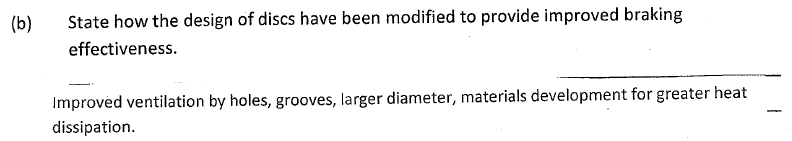 (b) State how the design of discs have been modified to provide improved braking
effectiveness.
Improved ventilation by holes, grooves, larger diameter, materials development for greater heat
dissipation.